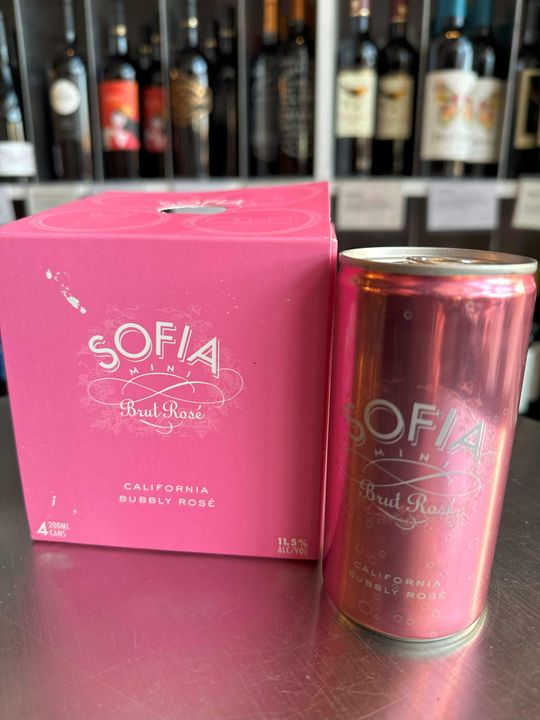 SOFIA
MINI
Brut Rosé
CALIFORNIA
BUBBLY ROSÉ
4 200ML
CANS
11.5%
ALC/VOL
SOFIA
MINI
Brut Rosé
CALIFORNIA
BUBBLY ROSÉ